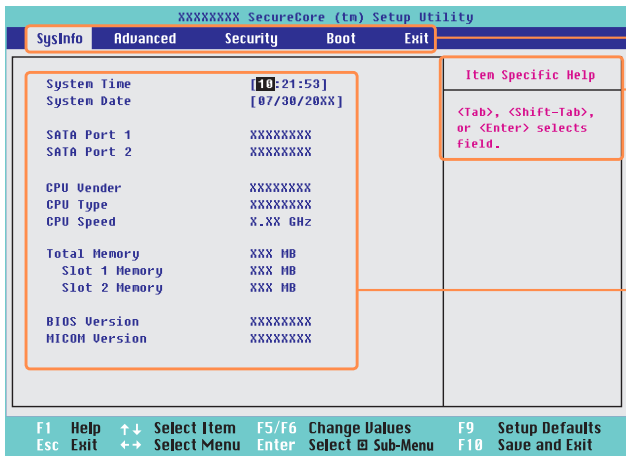 XXXXXXXX SecureCore (tm) Setup Utility
SysInfo Advanced Security Boot Exit
System Time [10:21:53]
System Date [07/30/20XX]
SATA Port 1 XXXXXXXX
SATA Port 2 XXXXXXXX
CPU Vender XXXXXXXX
CPU Type XXXXXXXX
CPU Speed X.XX GHz
Total Memory XXX MB
Slot 1 Memory XXX MB
Slot 2 Memory XXX MB
BIOS Version XXXXXXXX
MICOM Version XXXXXXXX
Item Specific Help
<Tab>, <Shift-Tab>,
or <Enter> selects
field.
F1 Help ↑↓ Select Item F5/F6 Change Values F9 Setup Defaults
Esc Exit ←→ Select Menu Enter Select ⊡ Sub-Menu F10 Save and Exit